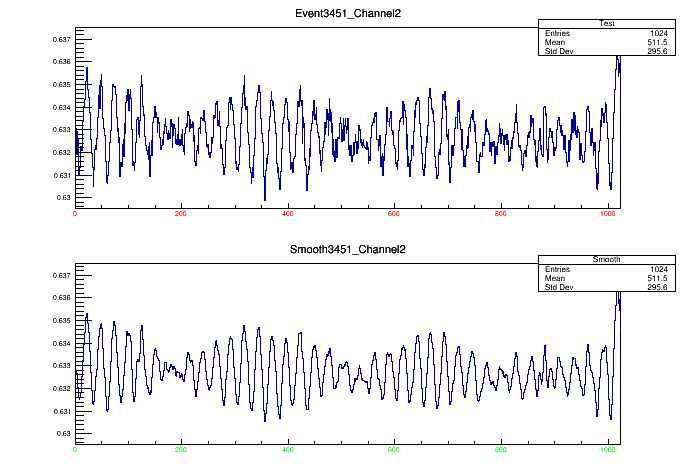 Event3451_Channel2
Test
Entries 1024
Mean 511.5
Std Dev 295.6
0.637
0.636
0.635
0.634
0.633
0.632
0.631
0.63
0 200 400 600 800 1000
Smooth3451_Channel2
Smooth
Entries 1024
Mean 511.5
Std Dev 295.6
0.637
0.636
0.635
0.634
0.633
0.632
0.631
0.63
0 200 400 600 800 1000